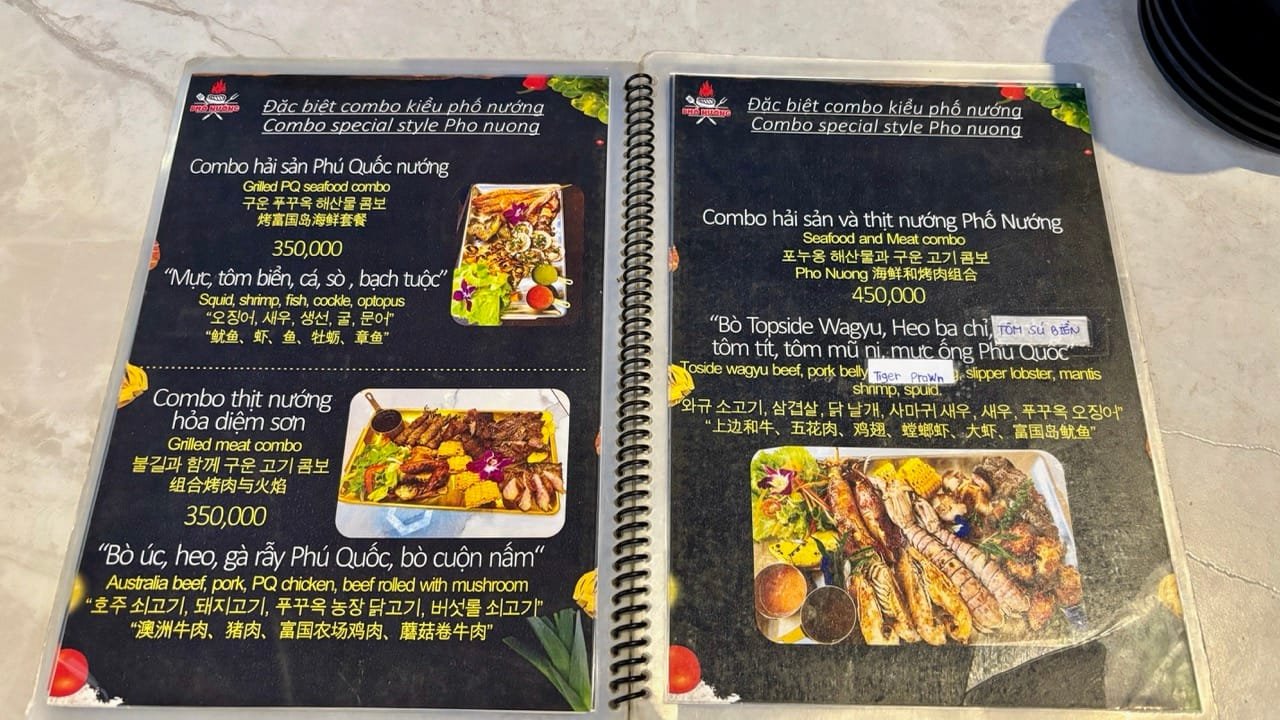 PHỐ NƯỚNG
Đặc biệt combo kiểu phố nướng
Combo special style Pho nuong
Combo hải sản Phú Quốc nướng
Grilled PQ seafood combo
구운 푸꾸옥 해산물 콤보
烤富国岛海鲜套餐
350,000
“Mực, tôm biển, cá, sò , bạch tuộc”
Squid, shrimp, fish, cockle, optopus
“오징어, 새우, 생선, 굴, 문어”
“鱿鱼、虾、鱼、牡蛎、章鱼”
Combo thịt nướng
hỏa diệm sơn
Grilled meat combo
불길과 함께 구운 고기 콤보
组合烤肉与火焰
350,000
“Bò úc, heo, gà rẫy Phú Quốc, bò cuộn nấm“
Australia beef, pork, PQ chicken, beef rolled with mushroom
“호주 쇠고기, 돼지고기, 푸꾸옥 농장 닭고기, 버섯롤 쇠고기”
“澳洲牛肉、猪肉、富国农场鸡肉、蘑菇卷牛肉”
PHỐ NƯỚNG
Đặc biệt combo kiểu phố nướng
Combo special style Pho nuong
Combo hải sản và thịt nướng Phố Nướng
Seafood and Meat combo
포누옹 해산물과 구운 고기 콤보
Pho Nuong 海鲜和烤肉组合
450,000
“Bò Topside Wagyu, Heo ba chỉ, TÔM SÚ BIỂN
tôm tít, tôm mũ ni, mực ống Phú Quốc”
Toside wagyu beef, pork belly Tiger Prawn, slipper lobster, mantis
shrimp, spuid.
“와규 소고기, 삼겹살, 닭 날개, 사마귀 새우, 새우, 푸꾸옥 오징어”
“上边和牛、五花肉、鸡翅、螳螂虾、大虾、富国岛鱿鱼”